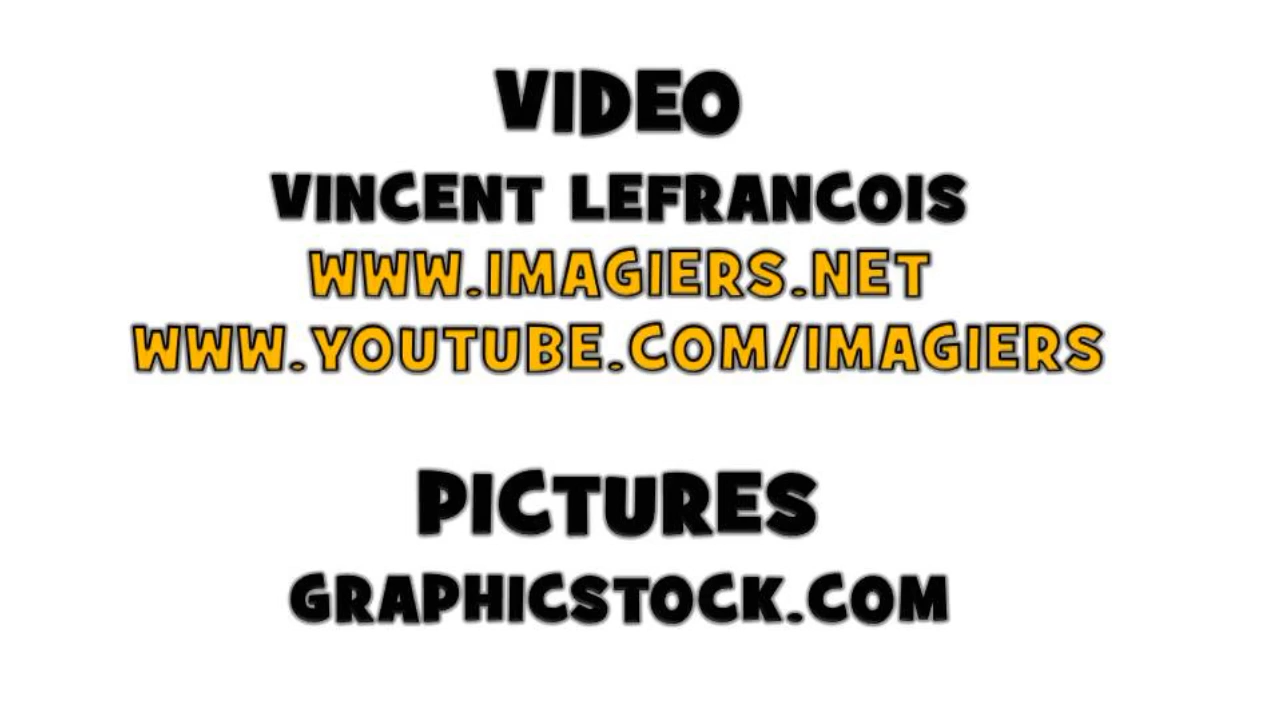 VIDEO
VINCENT LEFRANCOIS
WWW.IMAGIERS.NET
WWW.YOUTUBE.COM/IMAGIERS
PICTURES
GRAPHICSTOCK.COM